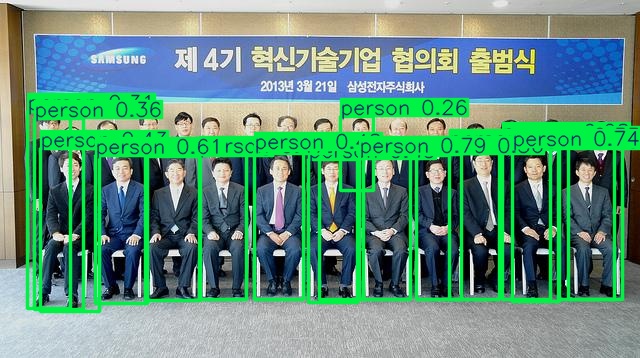 SAMSUNG
제 4기 혁신기술기업 협의회 출범식
2013년 3월 21일 삼성전자주식회사
person 0.36
person 0.26
person 0.61
person 0.79
person 0.74